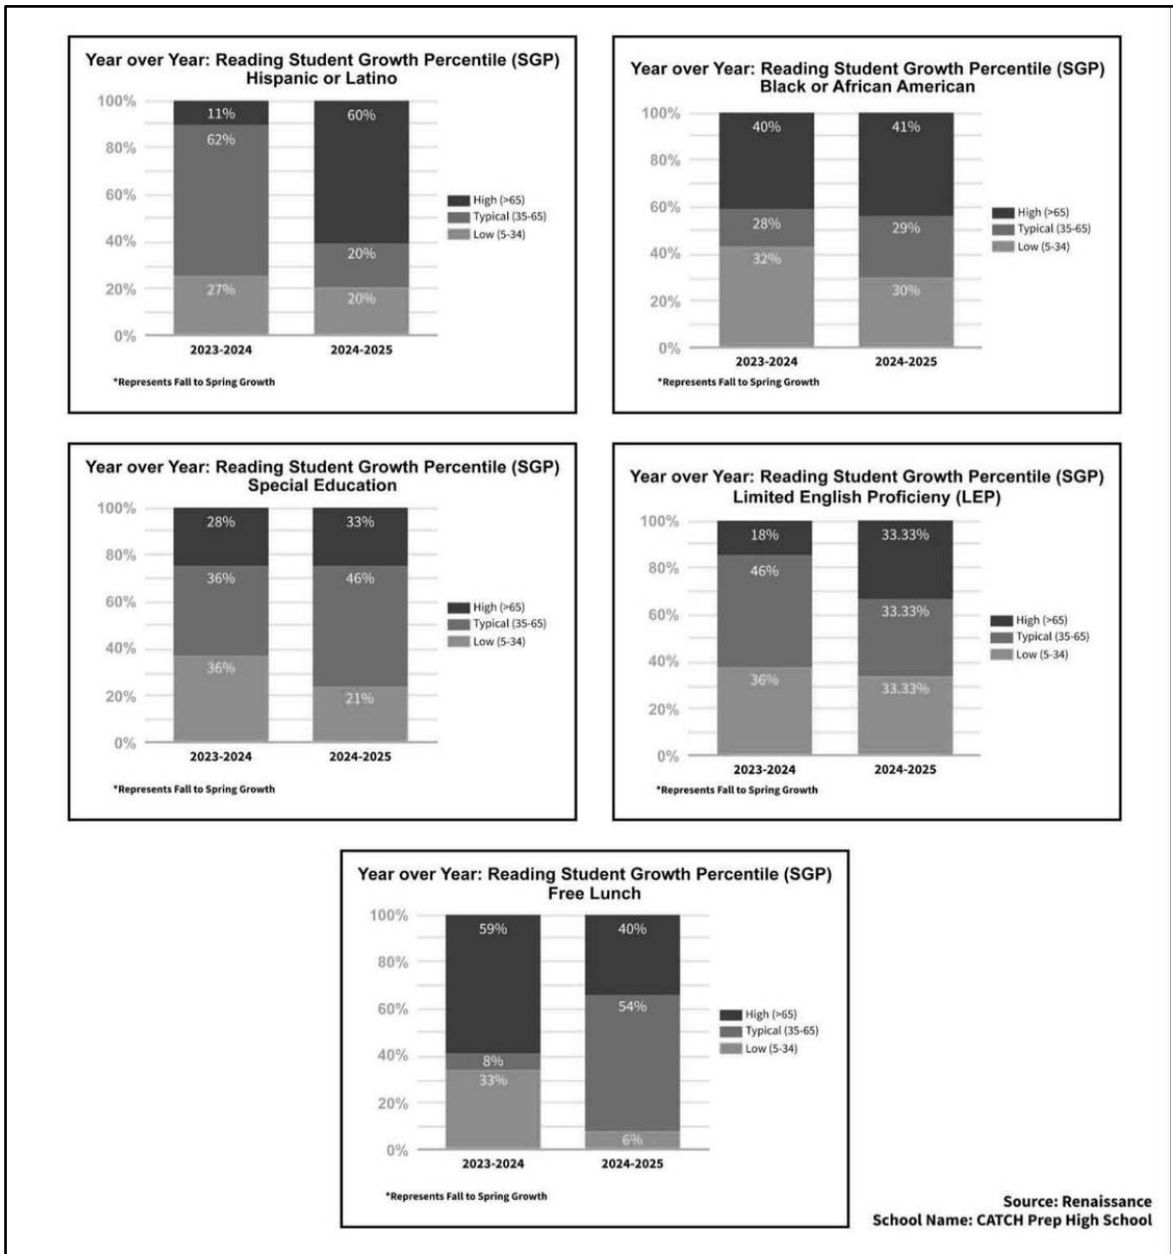 Year over Year: Reading Student Growth Percentile (SGP)
Hispanic or Latino
100%
80%
60%
40%
20%
0%
11%
62%
27%
60%
20%
20%
2023-2024
2024-2025
High (>65)
Typical (35-65)
Low (5-34)
*Represents Fall to Spring Growth
Year over Year: Reading Student Growth Percentile (SGP)
Black or African American
100%
80%
60%
40%
20%
0%
40%
28%
32%
41%
29%
30%
2023-2024
2024-2025
High (>65)
Typical (35-65)
Low (5-34)
*Represents Fall to Spring Growth
Year over Year: Reading Student Growth Percentile (SGP)
Special Education
100%
80%
60%
40%
20%
0%
28%
36%
36%
33%
46%
21%
2023-2024
2024-2025
High (>65)
Typical (35-65)
Low (5-34)
*Represents Fall to Spring Growth
Year over Year: Reading Student Growth Percentile (SGP)
Limited English Proficieny (LEP)
100%
80%
60%
40%
20%
0%
18%
46%
36%
33.33%
33.33%
33.33%
2023-2024
2024-2025
High (>65)
Typical (35-65)
Low (5-34)
*Represents Fall to Spring Growth
Year over Year: Reading Student Growth Percentile (SGP)
Free Lunch
100%
80%
60%
40%
20%
0%
59%
8%
33%
40%
54%
6%
2023-2024
2024-2025
High (>65)
Typical (35-65)
Low (5-34)
*Represents Fall to Spring Growth
Source: Renaissance
School Name: CATCH Prep High School